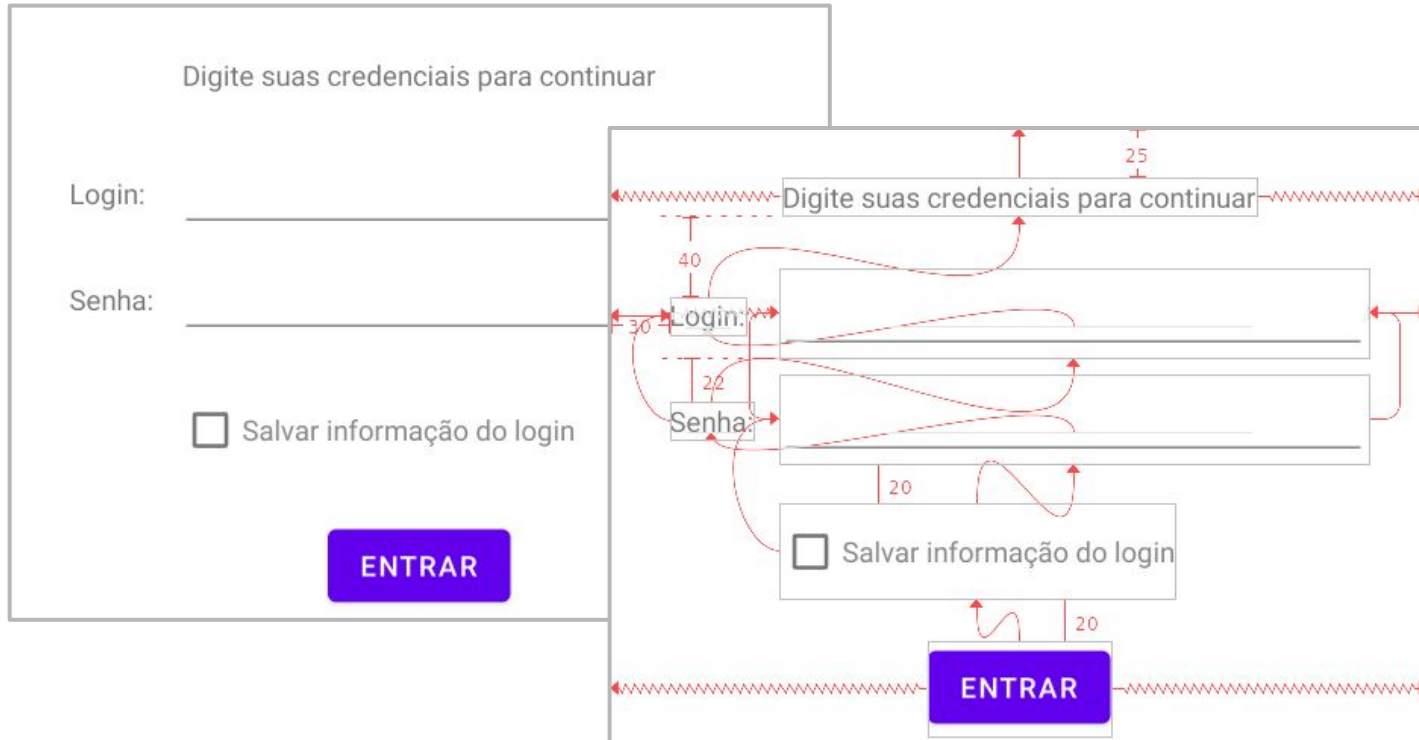 Digite suas credenciais para continuar
Login:
Senha:
Salvar informação do login
ENTRAR
25
Digite suas credenciais para continuar
40
Login:
30
22
Senha:
20
Salvar informação do login
20
ENTRAR